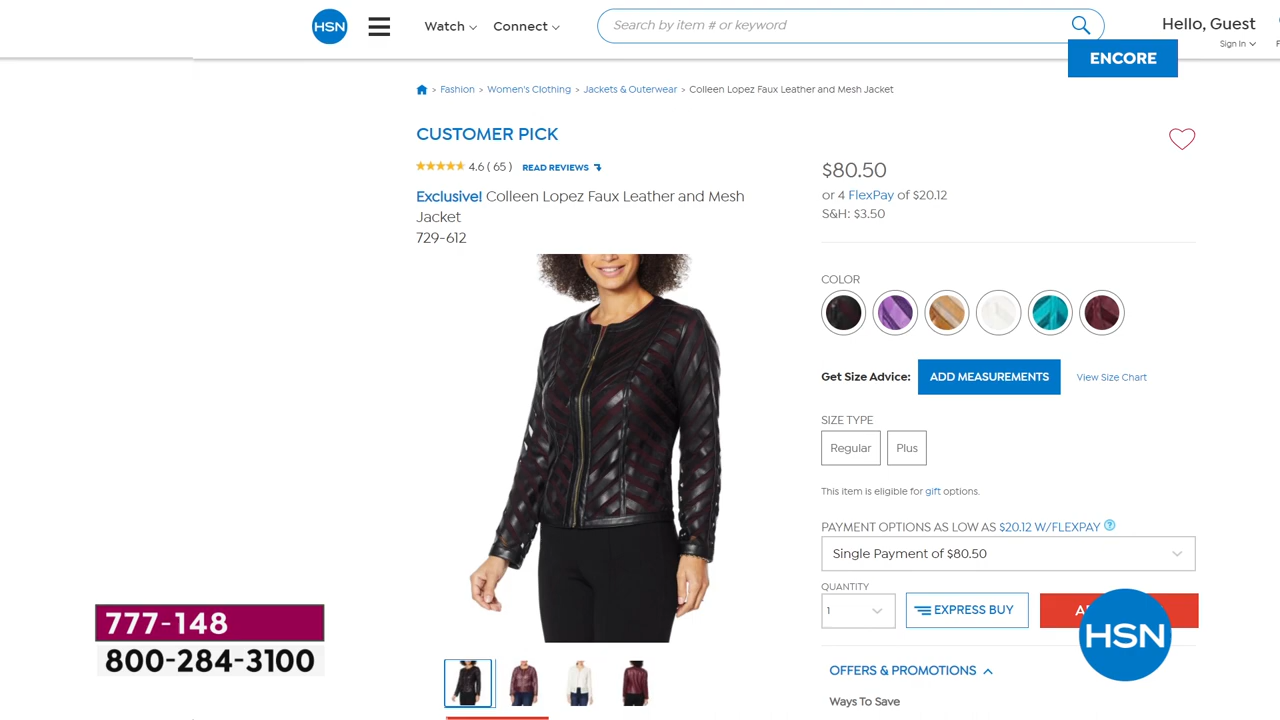 HSN
Watch
Connect
Search by item # or keyword
Hello, Guest
Sign In
ENCORE
> Fashion > Women's Clothing > Jackets & Outerwear > Colleen Lopez Faux Leather and Mesh Jacket
CUSTOMER PICK
4.6 ( 65 ) READ REVIEWS
Exclusive! Colleen Lopez Faux Leather and Mesh
Jacket
729-612
$80.50
or 4 FlexPay of $20.12
S&H: $3.50
COLOR
Get Size Advice: ADD MEASUREMENTS View Size Chart
SIZE TYPE
Regular Plus
This item is eligible for gift options.
PAYMENT OPTIONS AS LOW AS $20.12 W/FLEXPAY ?
Single Payment of $80.50
QUANTITY
1
EXPRESS BUY
HSN
OFFERS & PROMOTIONS
Ways To Save
777-148
800-284-3100